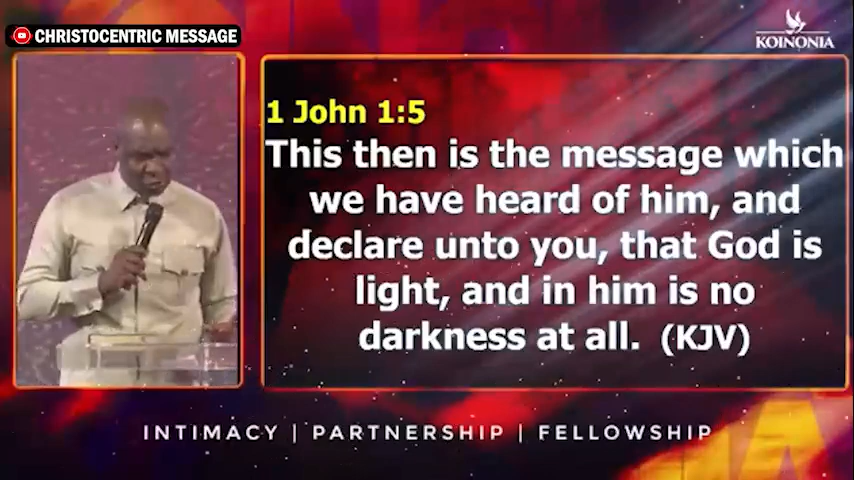 CHRISTOCENTRIC MESSAGE
KOINONIA
1 John 1:5
This then is the message which
we have heard of him, and
declare unto you, that God is
light, and in him is no
darkness at all. (KJV)
INTIMACY | PARTNERSHIP | FELLOWSHIP